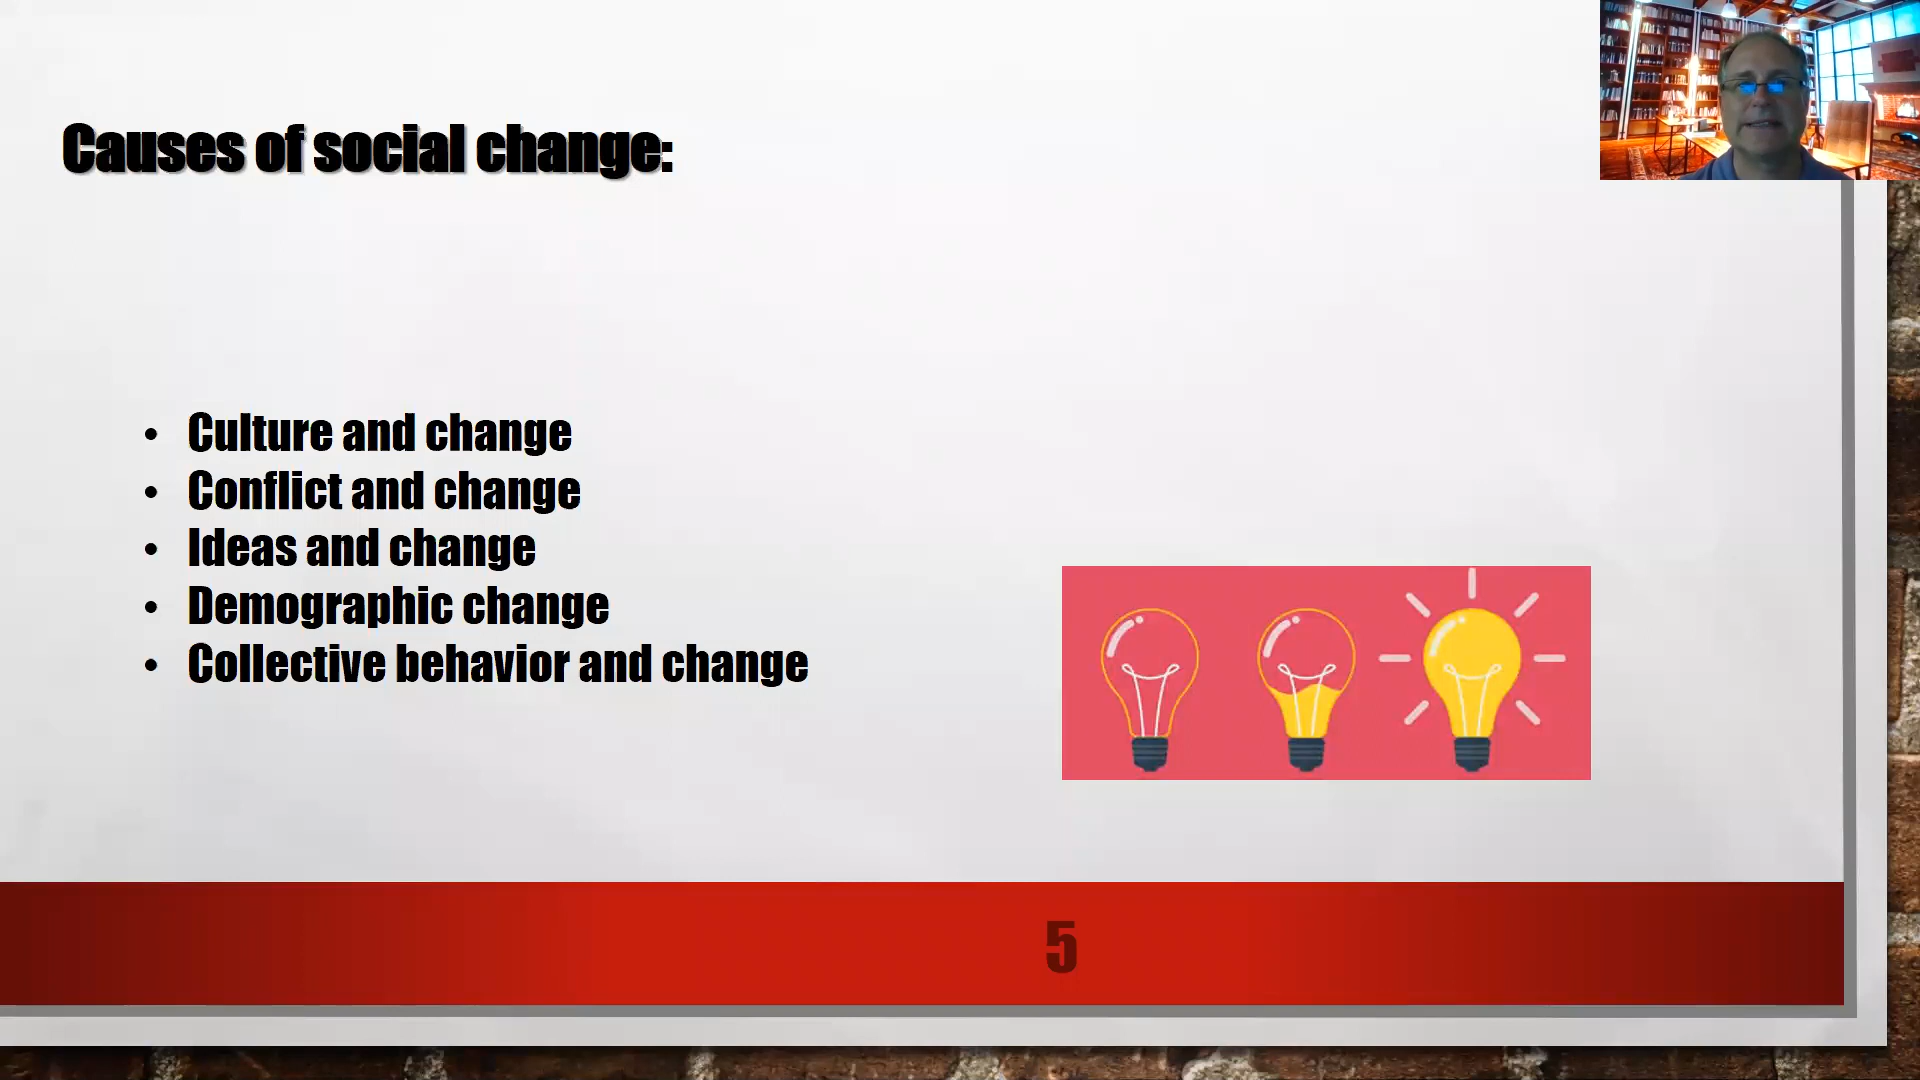 Causes of social change:
• Culture and change
• Conflict and change
• Ideas and change
• Demographic change
• Collective behavior and change
5